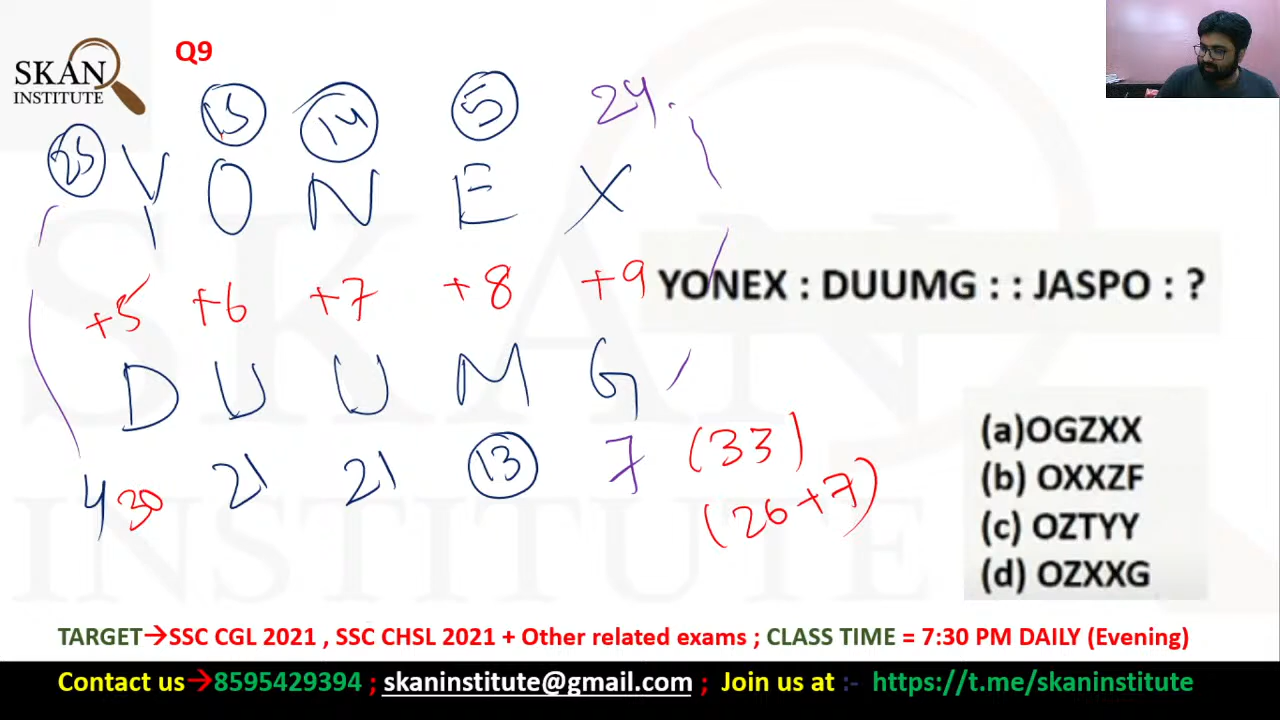 SKAN
INSTITUTE
Q9
25 15 14 5 24.
Y O N E X
+5 +6 +7 +8 +9
D U U M G
4 30 21 21 13 7 (33)
(26+7)
YONEX : DUUMG : : JASPO : ?
(a)OGZXX
(b) OXXZF
(c) OZTYY
(d) OZXXG
TARGET→SSC CGL 2021 , SSC CHSL 2021 + Other related exams ; CLASS TIME = 7:30 PM DAILY (Evening)
Contact us→8595429394 ; skaninstitute@gmail.com ; Join us at :- https://t.me/skaninstitute
SKAN
INSTITUTE